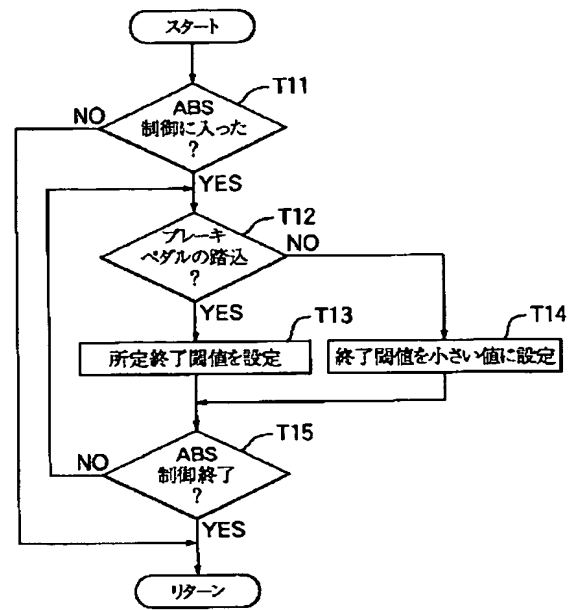 スタート
T11
NO
ABS
制御に入った
?
YES
T12
ブレーキ
ペダルの踏込
?
NO
YES
T13
所定終了閾値を設定
T14
終了閾値を小さい値に設定
T15
NO
ABS
制御終了
?
YES
リターン